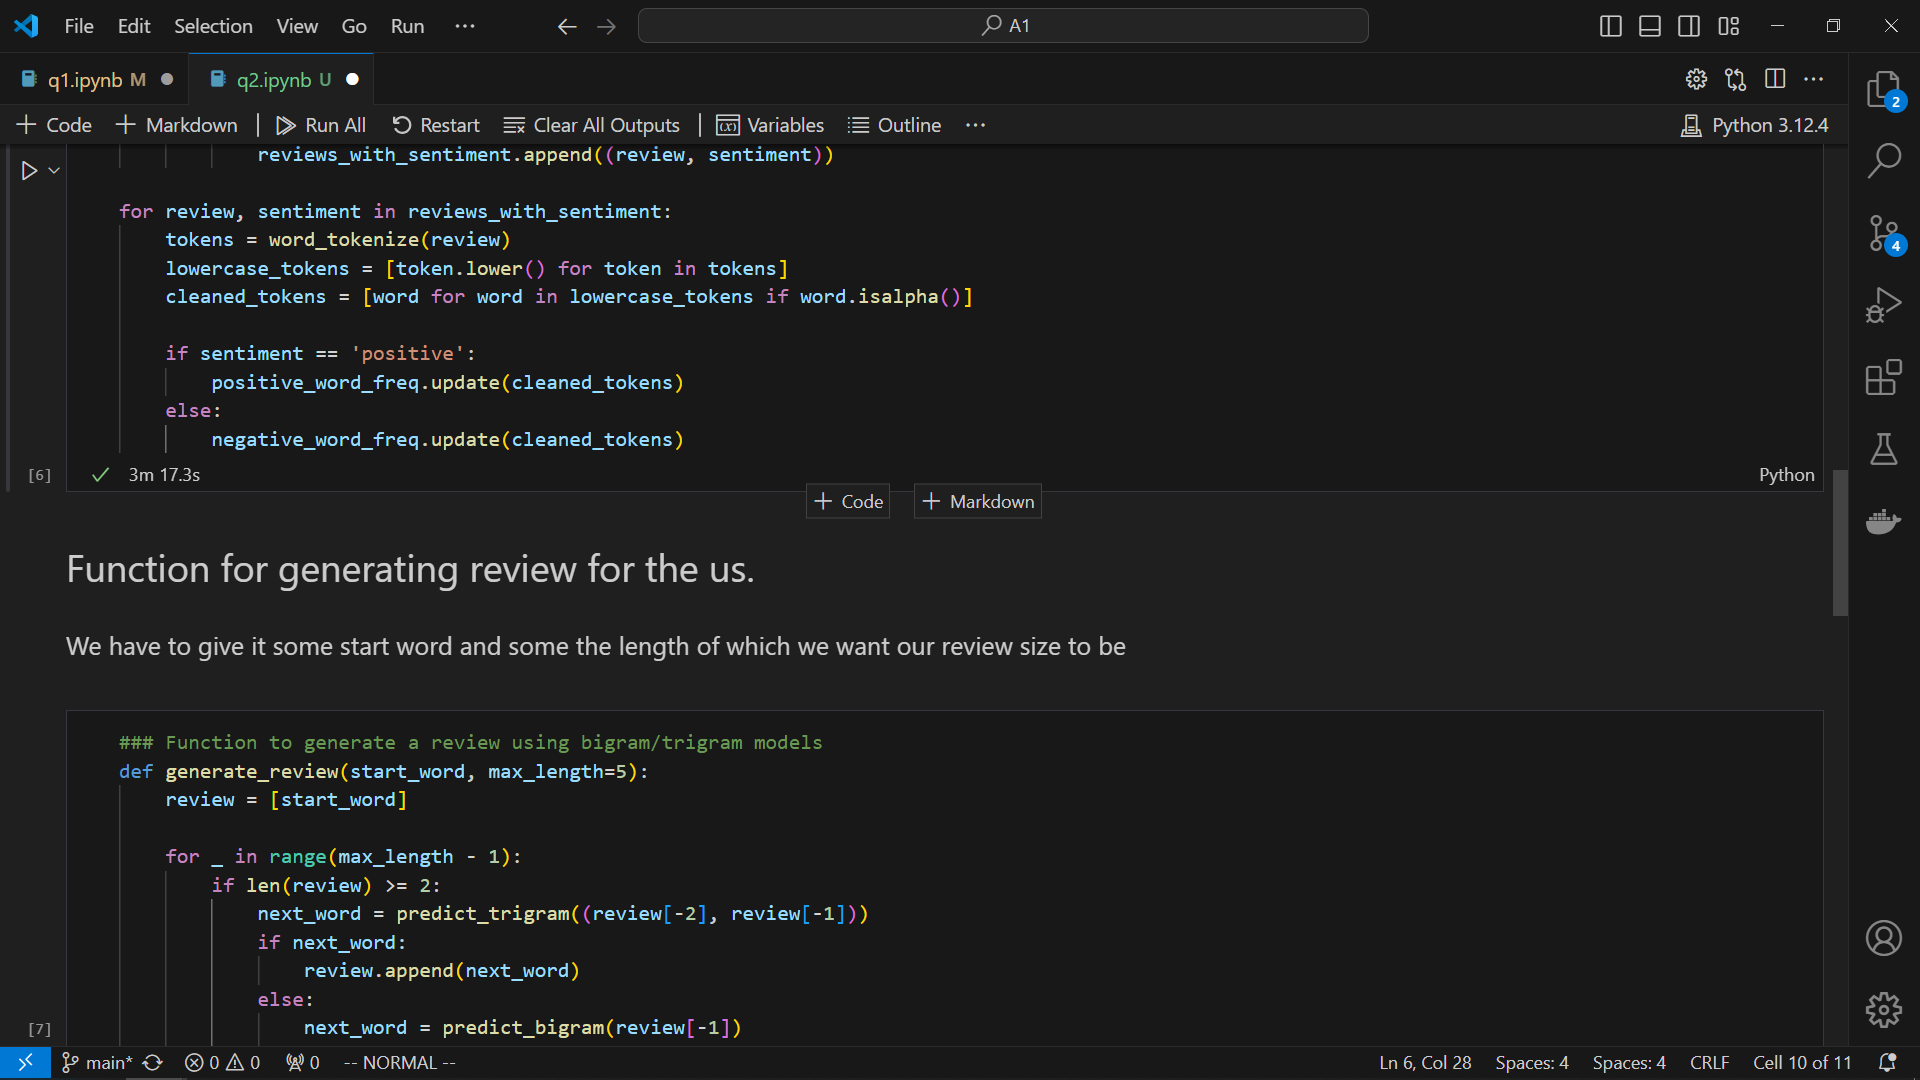 File Edit Selection View Go Run ··· A1
q1.ipynb M q2.ipynb U
Code Markdown Run All Restart Clear All Outputs Variables Outline ··· Python 3.12.4
reviews_with_sentiment.append((review, sentiment))
for review, sentiment in reviews_with_sentiment:
tokens = word_tokenize(review)
lowercase_tokens = [token.lower() for token in tokens]
cleaned_tokens = [word for word in lowercase_tokens if word.isalpha()]
if sentiment == 'positive':
positive_word_freq.update(cleaned_tokens)
else:
negative_word_freq.update(cleaned_tokens)
[6] 3m 17.3s Python
+ Code + Markdown
Function for generating review for the us.
We have to give it some start word and some the length of which we want our review size to be
### Function to generate a review using bigram/trigram models
def generate_review(start_word, max_length=5):
review = [start_word]
for _ in range(max_length - 1):
if len(review) >= 2:
next_word = predict_trigram((review[-2], review[-1]))
if next_word:
review.append(next_word)
else:
[7] next_word = predict_bigram(review[-1])
2
4
main* 0 0 0 -- NORMAL -- Ln 6, Col 28 Spaces: 4 Spaces: 4 CRLF Cell 10 of 11